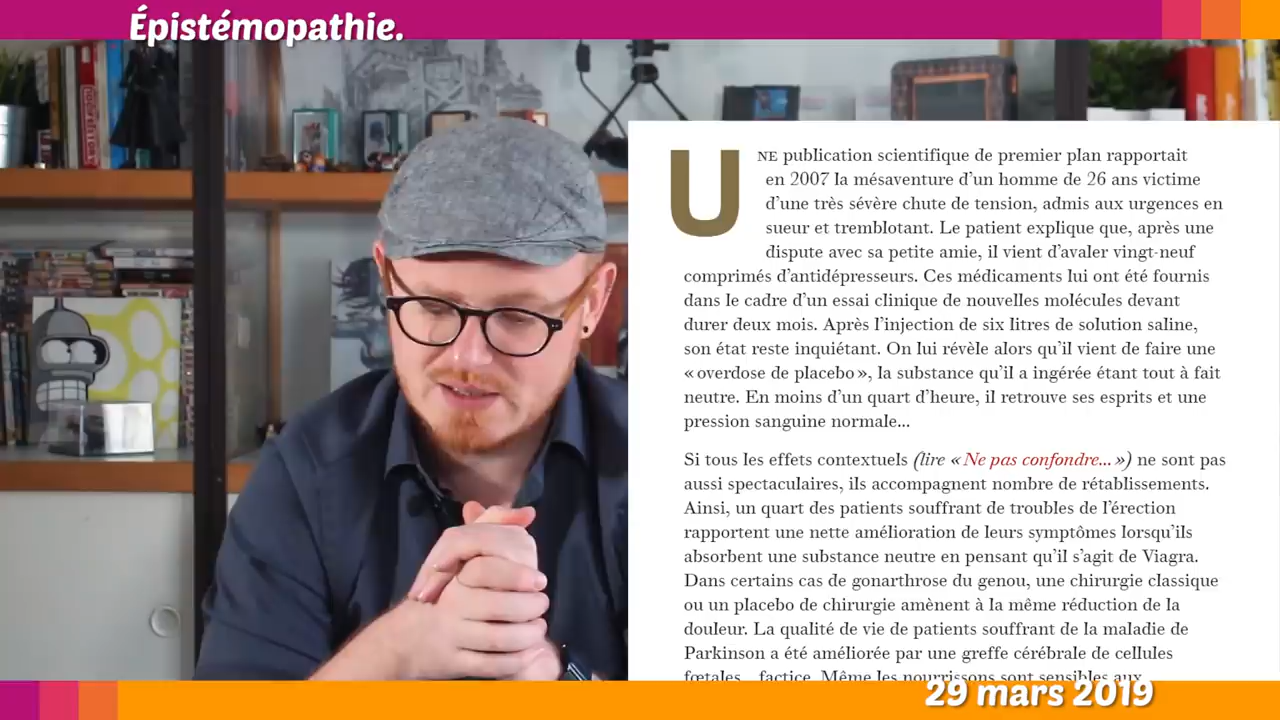 Épistémopathie.
UNE publication scientifique de premier plan rapportait
en 2007 la mésaventure d'un homme de 26 ans victime
d'une très sévère chute de tension, admis aux urgences en
sueur et tremblotant. Le patient explique que, après une
dispute avec sa petite amie, il vient d'avaler vingt-neuf
comprimés d'antidépresseurs. Ces médicaments lui ont été fournis
dans le cadre d'un essai clinique de nouvelles molécules devant
durer deux mois. Après l'injection de six litres de solution saline,
son état reste inquiétant. On lui révèle alors qu'il vient de faire une
« overdose de placebo », la substance qu'il a ingérée étant tout à fait
neutre. En moins d'un quart d'heure, il retrouve ses esprits et une
pression sanguine normale...
Si tous les effets contextuels (lire « Ne pas confondre... ») ne sont pas
aussi spectaculaires, ils accompagnent nombre de rétablissements.
Ainsi, un quart des patients souffrant de troubles de l'érection
rapportent une nette amélioration de leurs symptômes lorsqu'ils
absorbent une substance neutre en pensant qu'il s'agit de Viagra.
Dans certains cas de gonarthrose du genou, une chirurgie classique
ou un placebo de chirurgie amènent à la même réduction de la
douleur. La qualité de vie de patients souffrant de la maladie de
Parkinson a été améliorée par une greffe cérébrale de cellules
fœtales... factice. Même les nourrissons sont sensibles aux
29 mars 2019